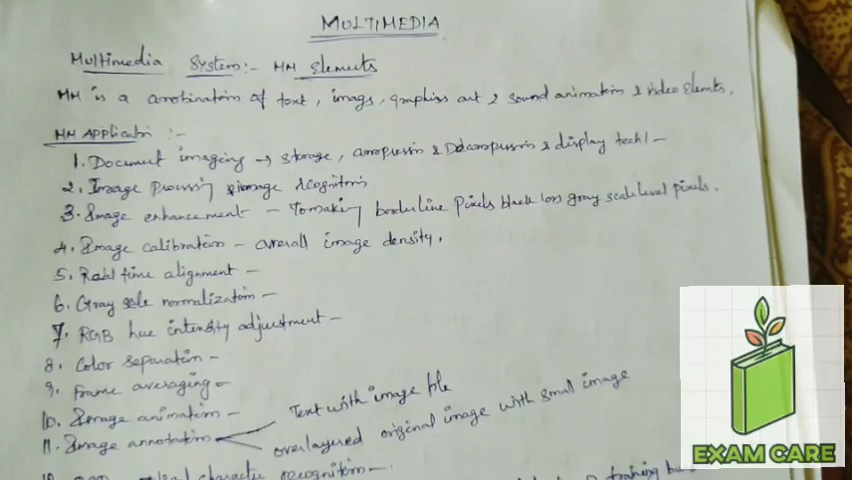 MULTIMEDIA
Multimedia System:- MM Elements
MM is a combination of text, images, graphics art & sound animation & video elements.
MM Application :-
1. Document imaging → storage, compression & Decompression & display tech! -
2. Image processing & image recognition
3. Image enhancement - To making borderline pixels black less gray scale level pixels.
4. Image calibration - overall image density.
5. Real time alignment -
6. Gray scale normalization -
7. RGB hue intensity adjustment -
8. Color separation -
9. Frame averaging -
10. Image animation -
11. Image annotation
Text with image file
overlayered original image with small image
character recognition -.
EXAM CARE